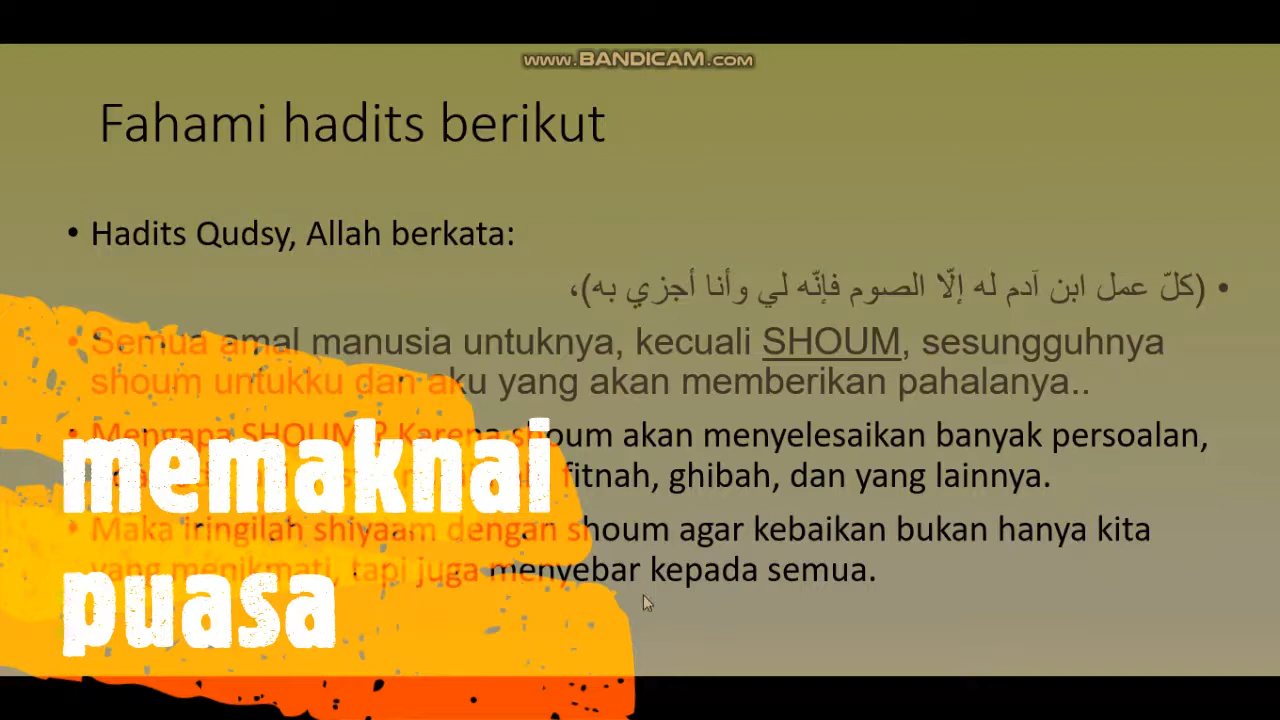 www.BANDICAM.com
Fahami hadits berikut
• Hadits Qudsy, Allah berkata:
• (كلّ عمل ابن آدم له إلّا الصوم فإنّه لي وأنا أجزي به)،
• Semua amal manusia untuknya, kecuali SHOUM, sesungguhnya
shoum untukku dan aku yang akan memberikan pahalanya..
• Mengapa SHOUM? Karena shoum akan menyelesaikan banyak persoalan,
fitnah, ghibah, dan yang lainnya.
• Maka iringilah shiyaam dengan shoum agar kebaikan bukan hanya kita
yang menikmati, tapi juga menyebar kepada semua.
memaknai
puasa